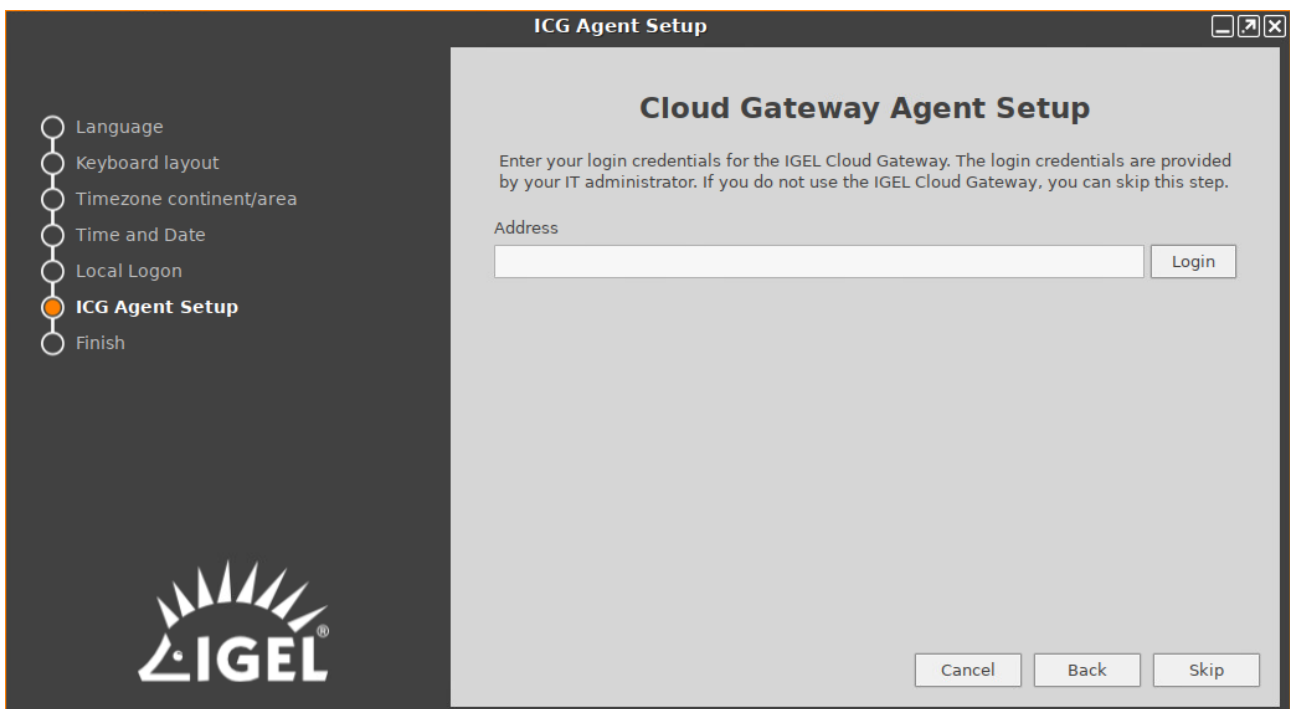 ICG Agent Setup
Language
Keyboard layout
Timezone continent/area
Time and Date
Local Logon
ICG Agent Setup
Finish
IGEL®
Cloud Gateway Agent Setup
Enter your login credentials for the IGEL Cloud Gateway. The login credentials are provided
by your IT administrator. If you do not use the IGEL Cloud Gateway, you can skip this step.
Address
Login
Cancel Back Skip